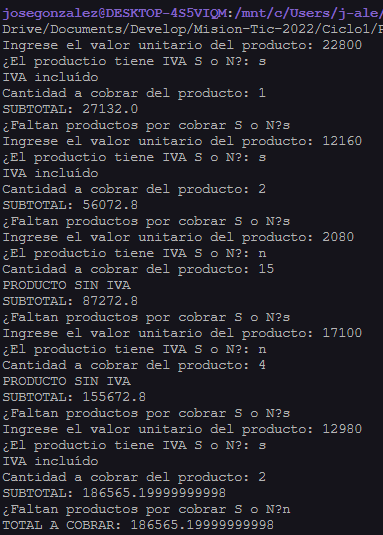 josegonzalez@DESKTOP-4S5VIQM:/mnt/c/Users/j-ale/
Drive/Documents/Develop/Mision-Tic-2022/Ciclo1/
Ingrese el valor unitario del producto: 22800
¿El productio tiene IVA S o N?: s
IVA incluído
Cantidad a cobrar del producto: 1
SUBTOTAL: 27132.0
¿Faltan productos por cobrar S o N?s
Ingrese el valor unitario del producto: 12160
¿El productio tiene IVA S o N?: s
IVA incluído
Cantidad a cobrar del producto: 2
SUBTOTAL: 56072.8
¿Faltan productos por cobrar S o N?s
Ingrese el valor unitario del producto: 2080
¿El productio tiene IVA S o N?: n
Cantidad a cobrar del producto: 15
PRODUCTO SIN IVA
SUBTOTAL: 87272.8
¿Faltan productos por cobrar S o N?s
Ingrese el valor unitario del producto: 17100
¿El productio tiene IVA S o N?: n
Cantidad a cobrar del producto: 4
PRODUCTO SIN IVA
SUBTOTAL: 155672.8
¿Faltan productos por cobrar S o N?s
Ingrese el valor unitario del producto: 12980
¿El productio tiene IVA S o N?: s
IVA incluído
Cantidad a cobrar del producto: 2
SUBTOTAL: 186565.19999999998
¿Faltan productos por cobrar S o N?n
TOTAL A COBRAR: 186565.19999999998